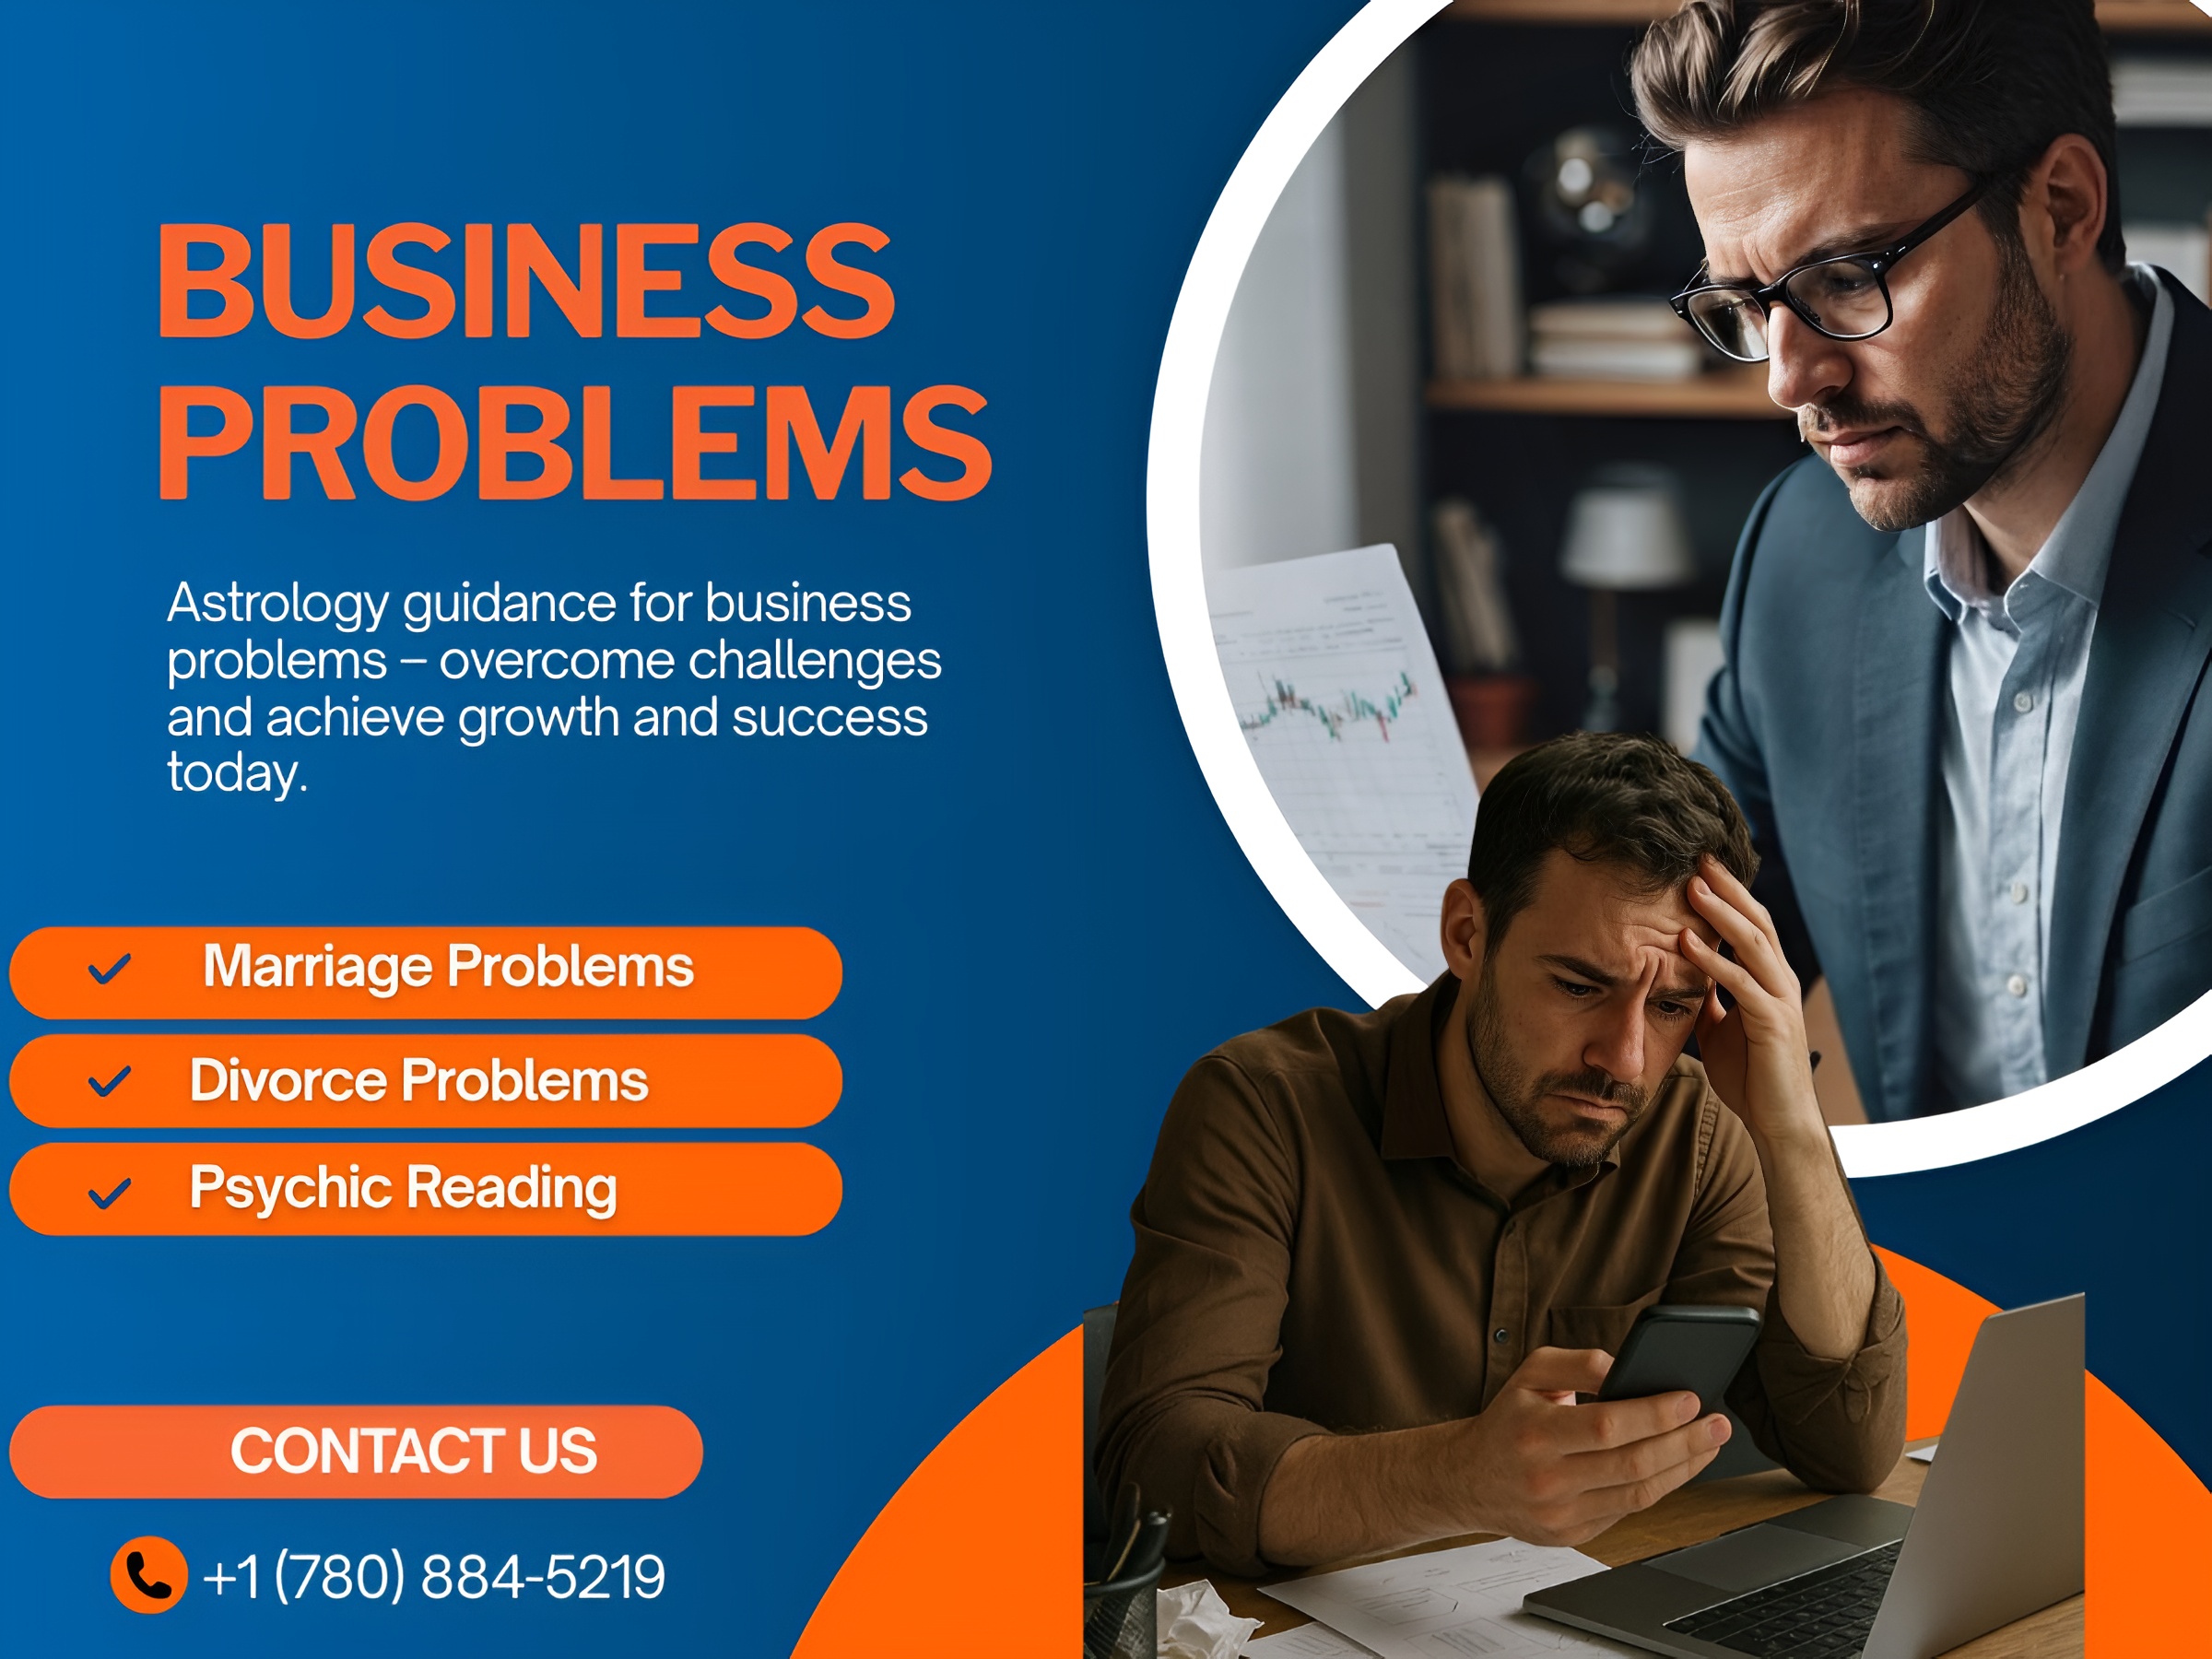 BUSINESS
PROBLEMS
Astrology guidance for business
problems – overcome challenges
and achieve growth and success
today.
Marriage Problems
Divorce Problems
Psychic Reading
CONTACT US
+1 (780) 884-5219